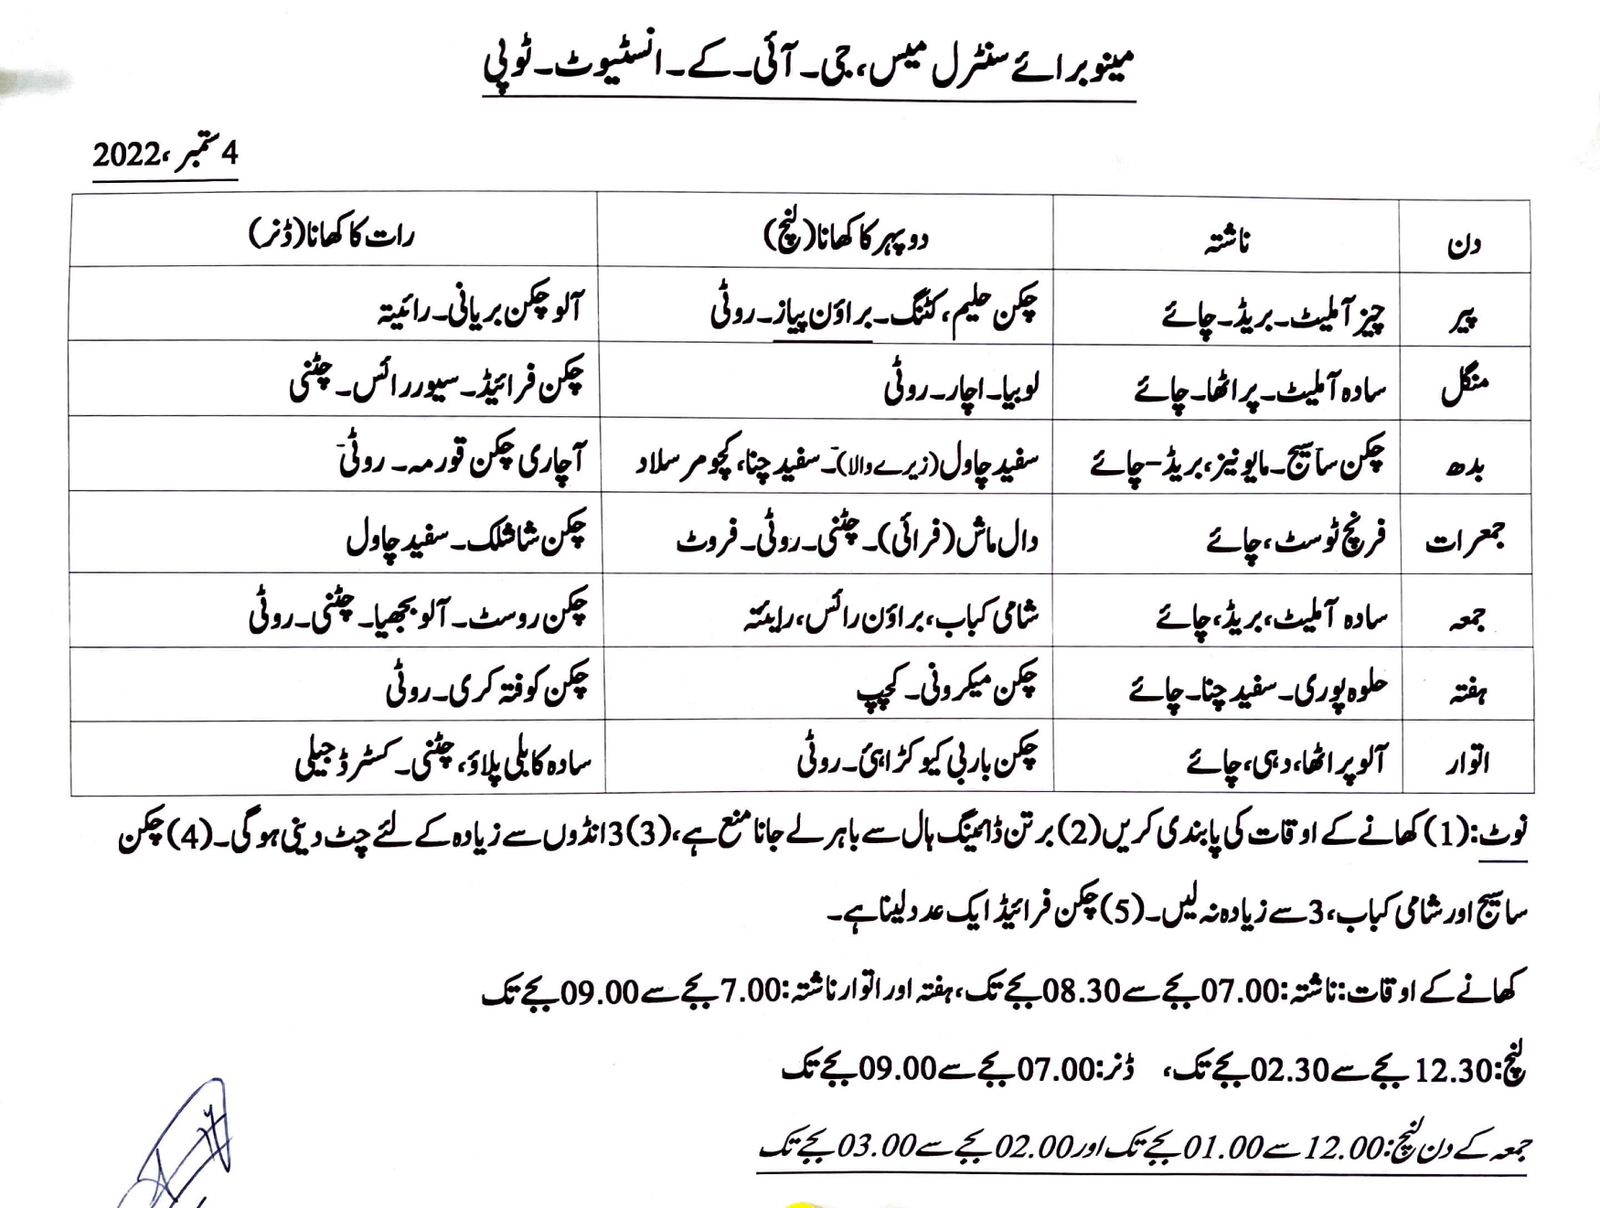 مینو برائے سنٹرل میس، جی۔آئی۔کے۔انسٹیوٹ۔ٹوپی
4 ستمبر ،2022
دن ناشتہ دوپہر کا کھانا (لنچ) رات کا کھانا (ڈنر)
پیر چیز آملیٹ۔ بریڈ۔ چائے چکن حلیم، کٹنگ۔ براؤن پیاز۔ روٹی آلو چکن بریانی۔ رائیتہ
منگل سادہ آملیٹ۔ پراٹھا۔ چائے لوبیا۔ اچار۔ روٹی چکن فرائیڈ۔ سیور رائس۔ چٹنی
بدھ چکن ساسیج۔ مایونیز، بریڈ- چائے سفید چاول (زیرے والا)۔ سفید چنا، کچومر سلاد آچاری چکن قورمہ۔ روٹی
جمعرات فرنچ ٹوسٹ، چائے دال ماش (فرائی)۔ چٹنی۔ روٹی۔ فروٹ چکن شاشلک۔ سفید چاول
جمعہ سادہ آملیٹ، بریڈ، چائے شامی کباب، براؤن رائس، رایئتہ چکن روسٹ۔ آلو بجھیا۔ چٹنی۔ روٹی
ہفتہ حلوہ پوری۔ سفید چنا۔ چائے چکن میکرونی۔ کیچپ چکن کوفتہ کری۔ روٹی
اتوار آلو پراٹھا، دہی، چائے چکن باربی کیو کڑاہئ۔ روٹی سادہ کابلی پلاؤ، چٹنی۔ کسٹرڈ جیلی
نوٹ: (1) کھانے کے اوقات کی پابندی کریں (2) برتن ڈائمینگ ہال سے باہر لے جانا منع ہے، (3) 3 انڈوں سے زیادہ کے لئے چٹ دینی ہو گی۔ (4) چکن
ساسیج اور شامی کباب، 3 سے زیادہ نہ لیں۔ (5) چکن فرائیڈ ایک عدد لینا ہے۔
کھانے کے اوقات: ناشتہ: 07.00 بجے سے 08.30 بجے تک، ہفتہ اور اتوار ناشتہ: 7.00 بجے سے 09.00 بجے تک
لنچ: 12.30 بجے سے 02.30 بجے تک، ڈنر: 07.00 بجے سے 09.00 بجے تک
جمعہ کے دن لنچ: 12.00 سے 01.00 بجے تک اور 02.00 بجے سے 03.00 بجے تک